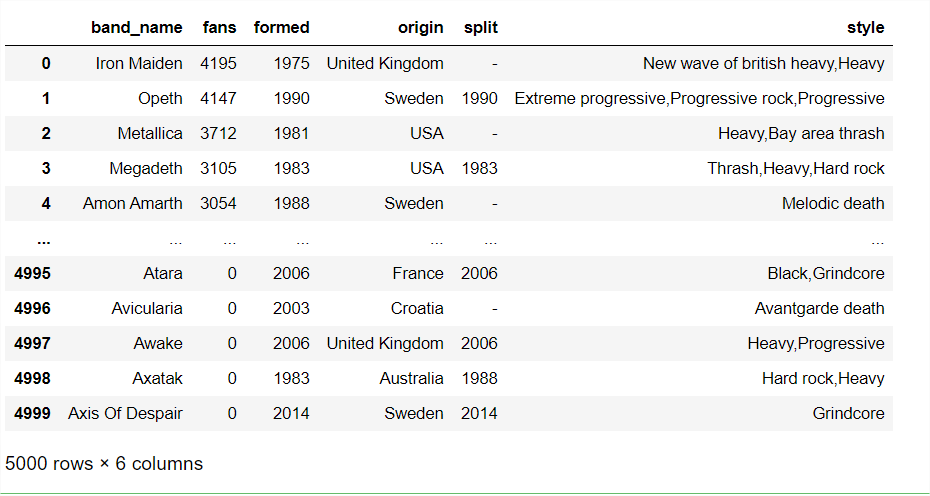 band_name fans formed origin split style
0 Iron Maiden 4195 1975 United Kingdom - New wave of british heavy,Heavy
1 Opeth 4147 1990 Sweden 1990 Extreme progressive,Progressive rock,Progressive
2 Metallica 3712 1981 USA - Heavy,Bay area thrash
3 Megadeth 3105 1983 USA 1983 Thrash,Heavy,Hard rock
4 Amon Amarth 3054 1988 Sweden - Melodic death
... ... ... ... ... ... ...
4995 Atara 0 2006 France 2006 Black,Grindcore
4996 Avicularia 0 2003 Croatia - Avantgarde death
4997 Awake 0 2006 United Kingdom 2006 Heavy,Progressive
4998 Axatak 0 1983 Australia 1988 Hard rock,Heavy
4999 Axis Of Despair 0 2014 Sweden 2014 Grindcore
5000 rows × 6 columns